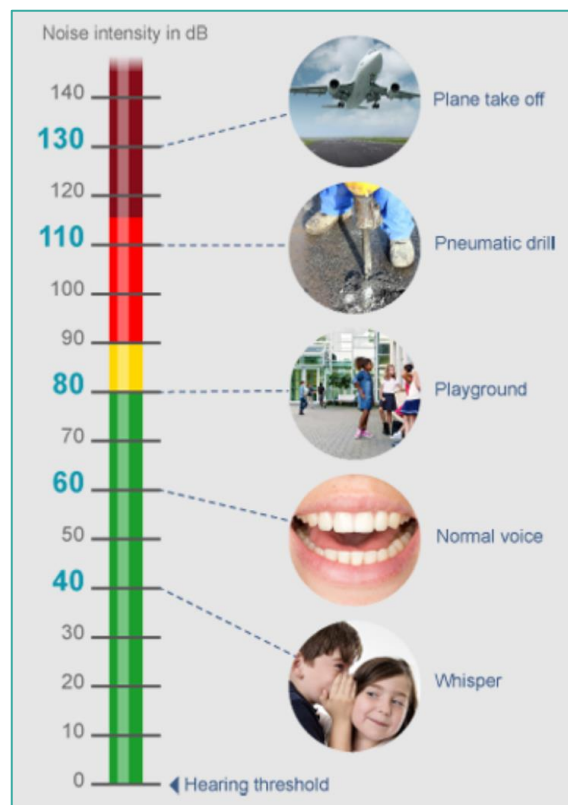 Noise intensity in dB
140
Plane take off
130
120
110
Pneumatic drill
100
90
80
Playground
70
60
Normal voice
50
40
30
Whisper
20
10
0
Hearing threshold